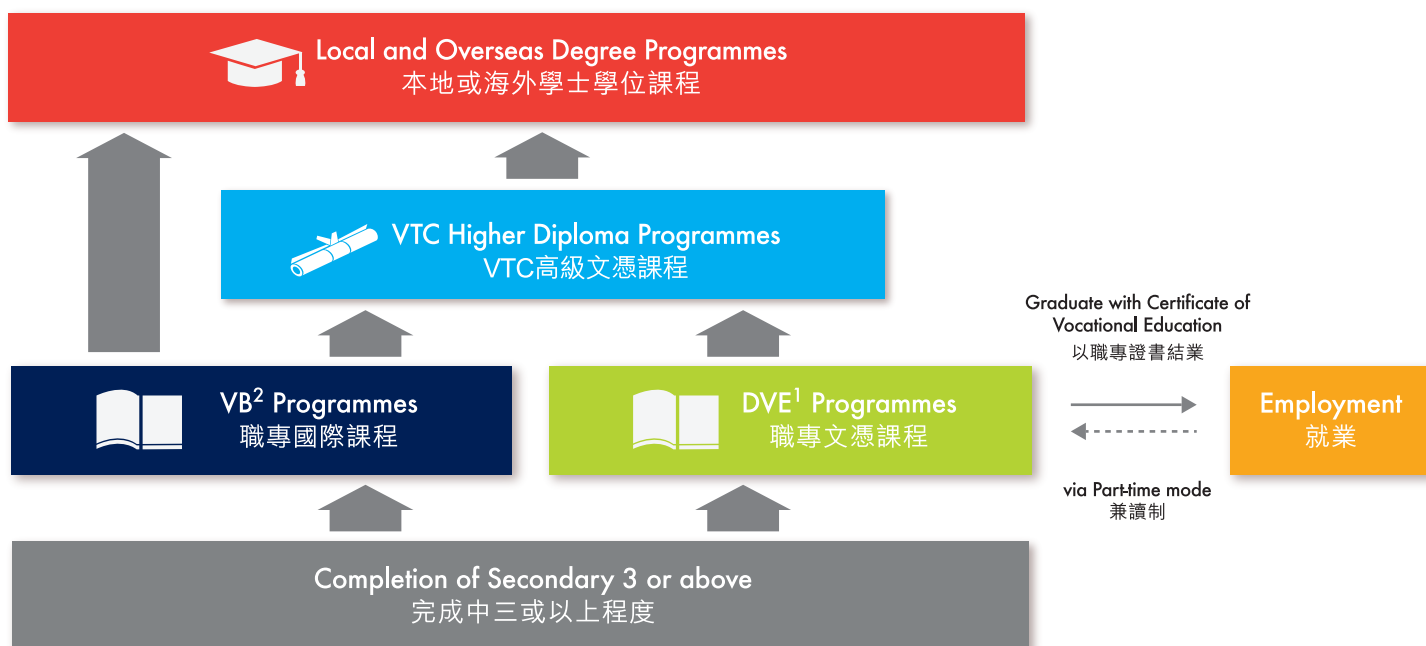 Local and Overseas Degree Programmes
本地或海外學士學位課程
VTC Higher Diploma Programmes
VTC高級文憑課程
Graduate with Certificate of
Vocational Education
以職專證書結業
VB² Programmes
職專國際課程
DVE¹ Programmes
職專文憑課程
Employment
就業
via Part-time mode
兼讀制
Completion of Secondary 3 or above
完成中三或以上程度